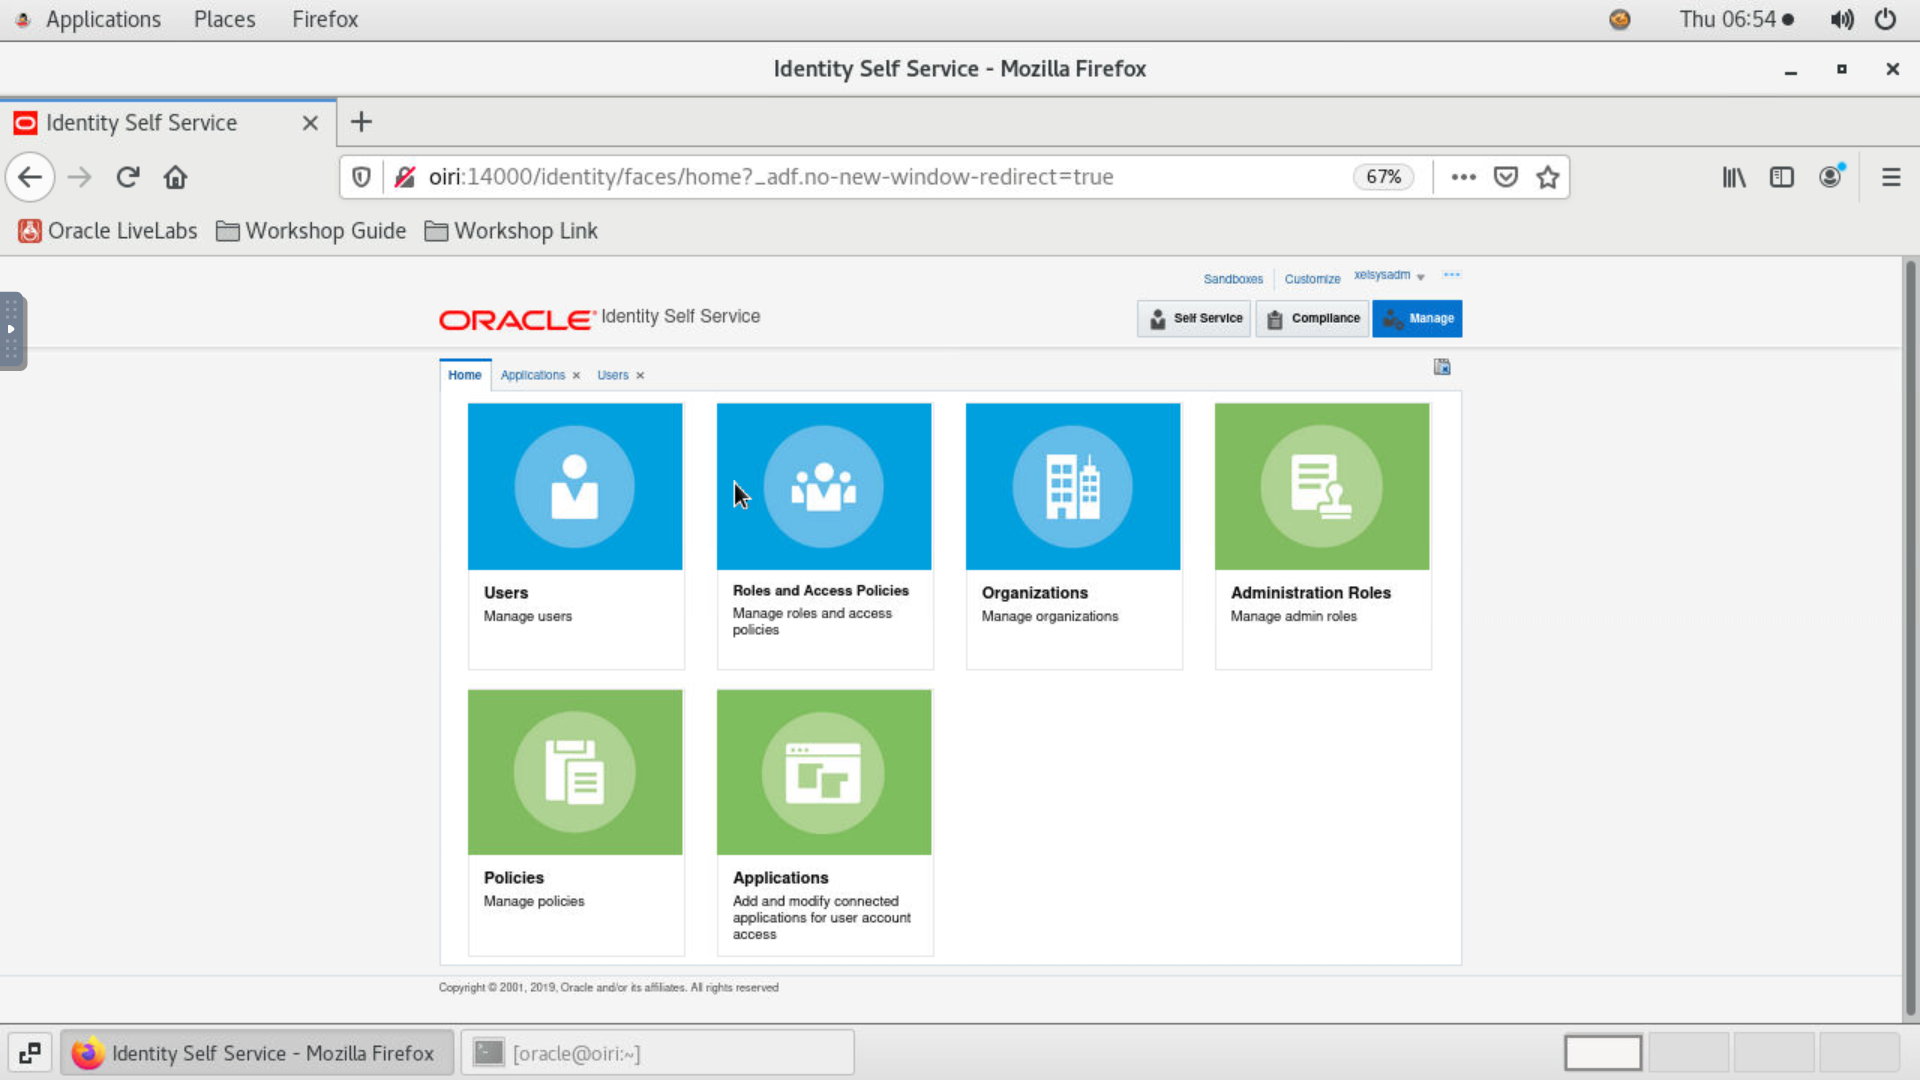 Applications Places Firefox Thu 06:54
Identity Self Service - Mozilla Firefox
Identity Self Service
oiri:14000/identity/faces/home?_adf.no-new-window-redirect=true 67%
Oracle LiveLabs Workshop Guide Workshop Link
Sandboxes Customize xelsysadm
ORACLE Identity Self Service Self Service Compliance Manage
Home Applications Users
Users
Manage users
Roles and Access Policies
Manage roles and access
policies
Organizations
Manage organizations
Administration Roles
Manage admin roles
Policies
Manage policies
Applications
Add and modify connected
applications for user account
access
Copyright © 2001, 2019, Oracle and/or its affiliates. All rights reserved
Identity Self Service - Mozilla Firefox [oracle@oiri:~]